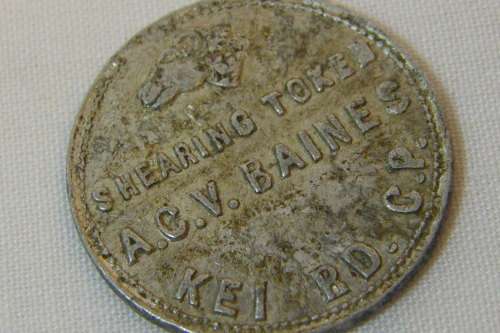 SHEARING TOKEN
A.C.V. BAINES
KEI RD. C.P.